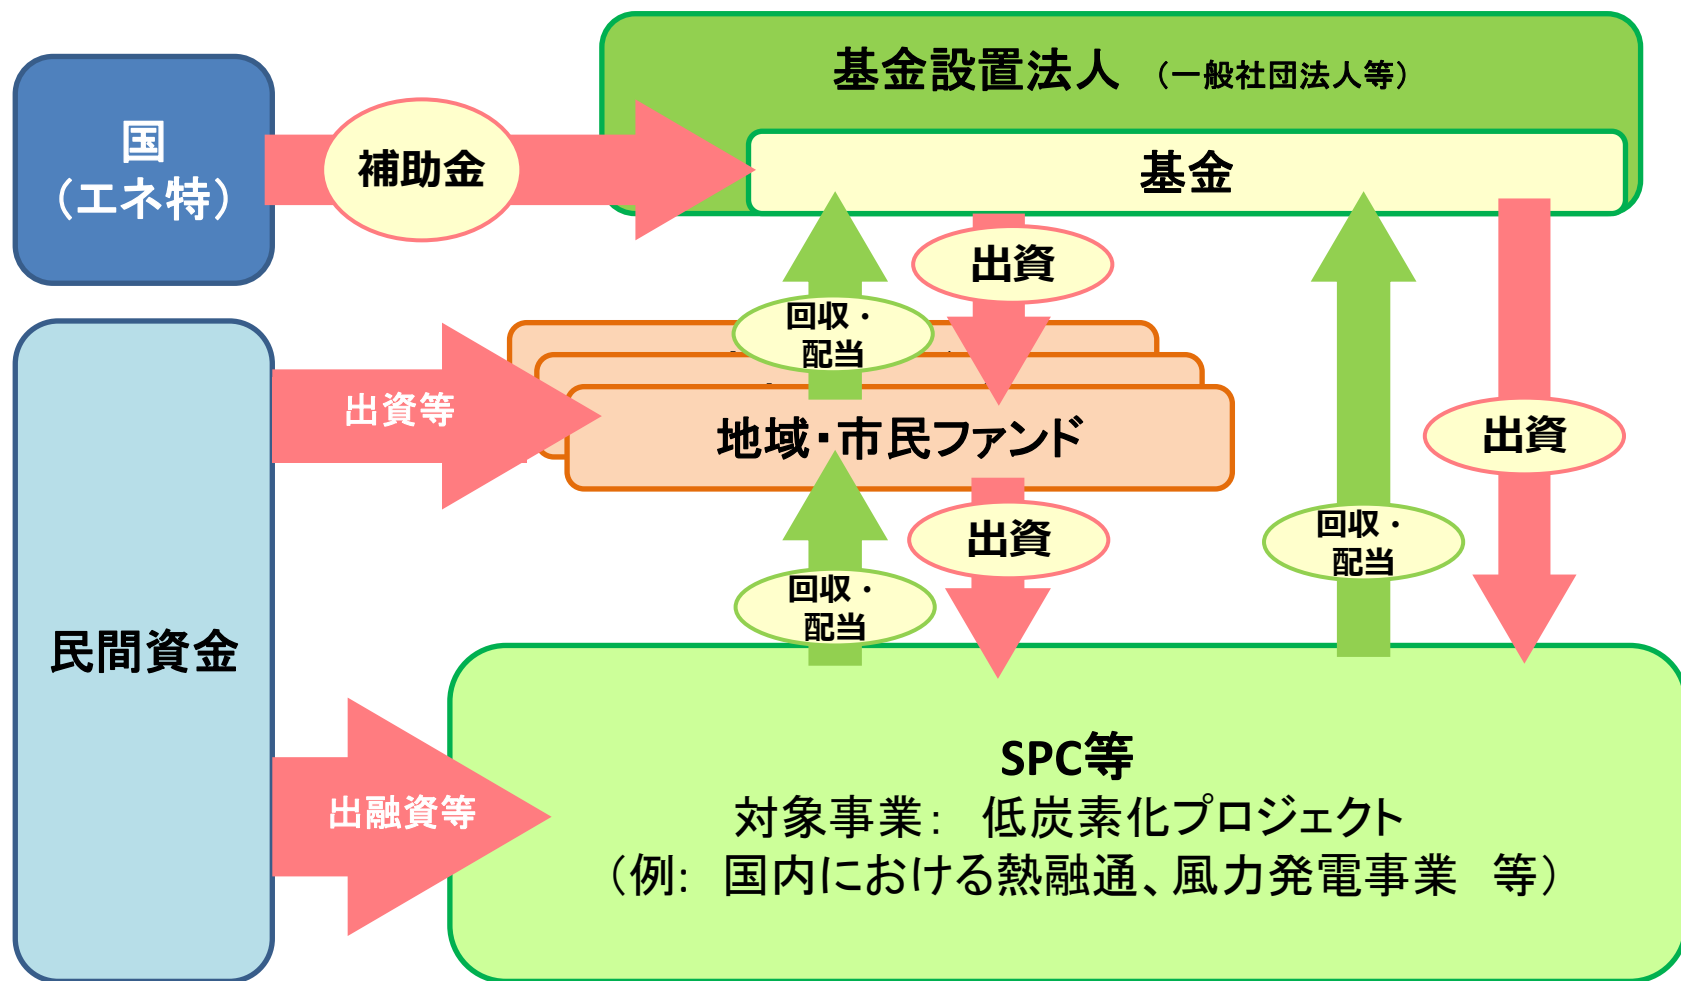 基金設置法人 （一般社団法人等）
国
（エネ特）
補助金
基金
出資
回収・
配当
出資等
地域・市民ファンド
出資
出資
回収・
配当
回収・
配当
民間資金
SPC等
出融資等
対象事業： 低炭素化プロジェクト
（例: 国内における熱融通、風力発電事業 等）